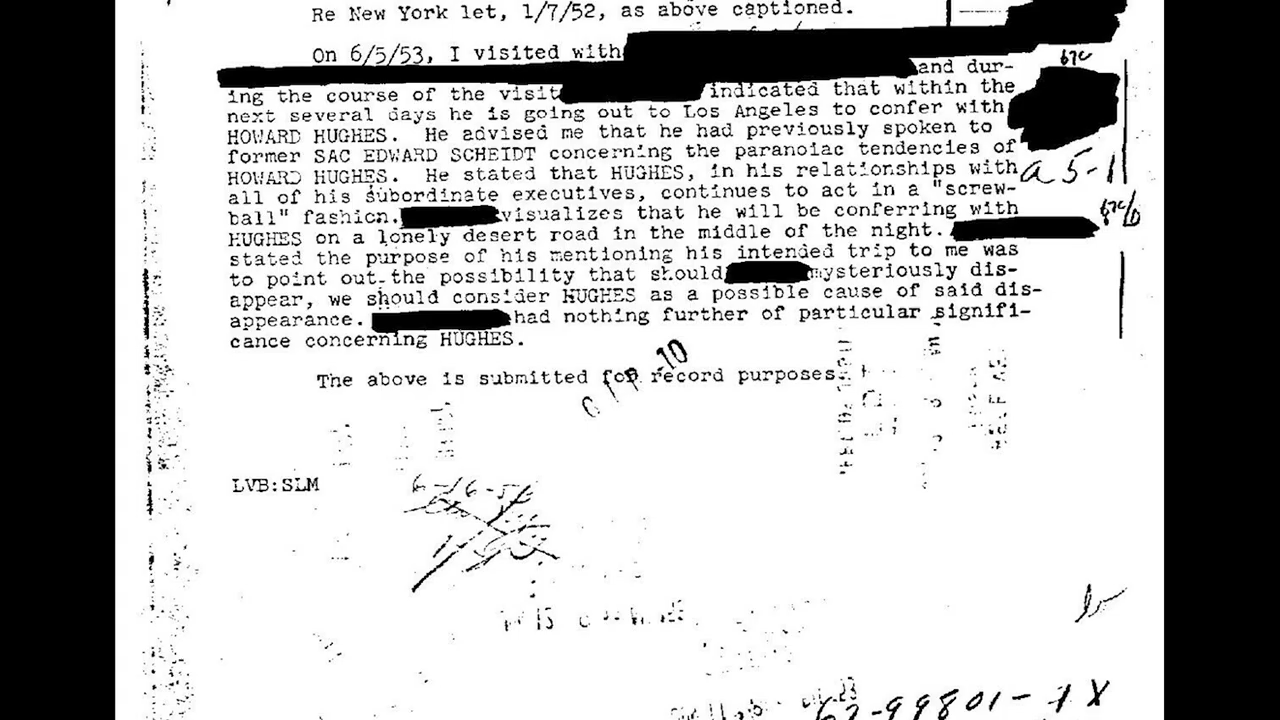 Re New York let, 1/7/52, as above captioned.
On 6/5/53, I visited with
and dur-
ing the course of the visit indicated that within the
next several days he is going out to Los Angeles to confer with
HOWARD HUGHES. He advised me that he had previously spoken to
former SAC EDWARD SCHEIDT concerning the paranoiac tendencies of
HOWARD HUGHES. He stated that HUGHES, in his relationships with
all of his subordinate executives, continues to act in a "screw-
ball" fashion. visualizes that he will be conferring with
HUGHES on a lonely desert road in the middle of the night.
stated the purpose of his mentioning his intended trip to me was
to point out the possibility that should mysteriously dis-
appear, we should consider HUGHES as a possible cause of said dis-
appearance. had nothing further of particular signifi-
cance concerning HUGHES.
The above is submitted for record purposes.
LVB:SLM